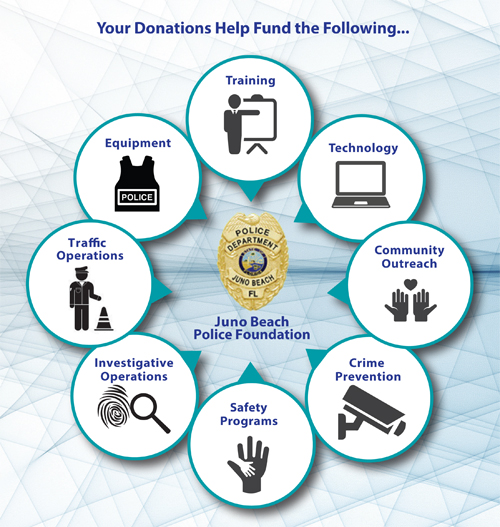 Your Donations Help Fund the Following...
Training
Technology
Community
Outreach
Crime
Prevention
Safety
Programs
Investigative
Operations
Traffic
Operations
Equipment
POLICE
POLICE
DEPARTMENT
JUNO BEACH
FL
Juno Beach
Police Foundation